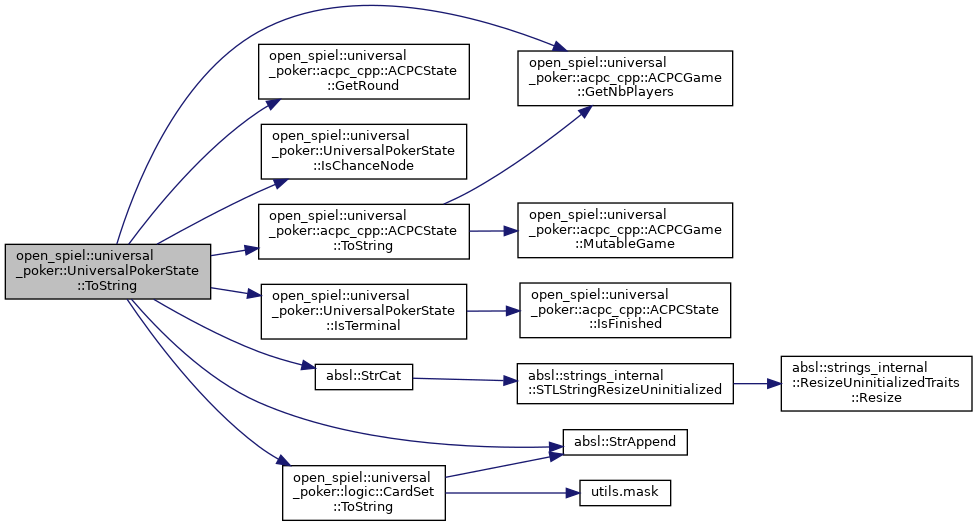 open_spiel::universal
_poker::UniversalPokerState
::ToString
open_spiel::universal
_poker::acpc_cpp::ACPCState
::GetRound
open_spiel::universal
_poker::UniversalPokerState
::IsChanceNode
open_spiel::universal
_poker::acpc_cpp::ACPCState
::ToString
open_spiel::universal
_poker::UniversalPokerState
::IsTerminal
absl::StrCat
open_spiel::universal
_poker::logic::CardSet
::ToString
open_spiel::universal
_poker::acpc_cpp::ACPCGame
::GetNbPlayers
open_spiel::universal
_poker::acpc_cpp::ACPCGame
::MutableGame
open_spiel::universal
_poker::acpc_cpp::ACPCState
::IsFinished
absl::strings_internal
::STLStringResizeUninitialized
absl::StrAppend
utils.mask
absl::strings_internal
::ResizeUninitializedTraits
::Resize